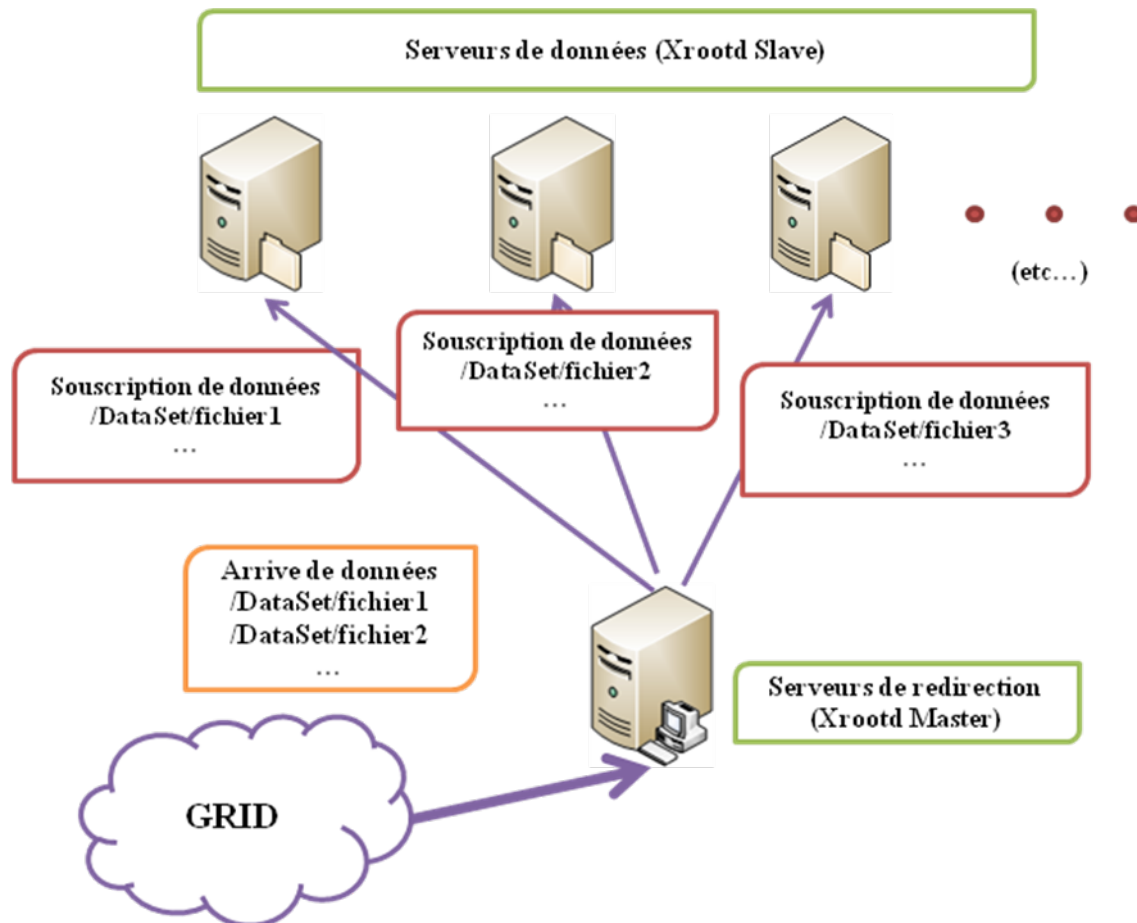 Serveurs de données (Xrootd Slave)
(etc…)
Souscription de données
/DataSet/fichier1
…
Souscription de données
/DataSet/fichier2
…
Souscription de données
/DataSet/fichier3
…
Arrive de données
/DataSet/fichier1
/DataSet/fichier2
…
Serveurs de redirection
(Xrootd Master)
GRID